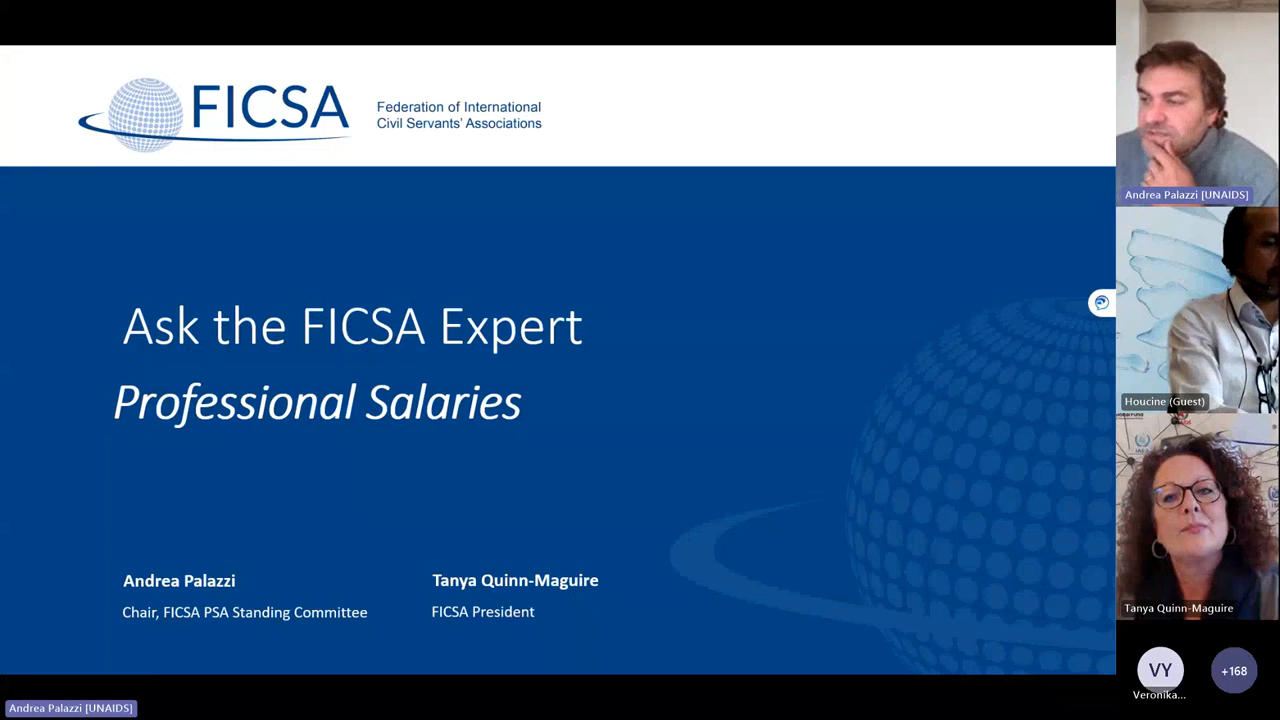 FICSA
Federation of International
Civil Servants' Associations
Ask the FICSA Expert
Professional Salaries
Andrea Palazzi
Chair, FICSA PSA Standing Committee
Tanya Quinn-Maguire
FICSA President
Andrea Palazzi [UNAIDS]
Houcine (Guest)
Tanya Quinn-Maguire
VY
Veronika...
+168
Andrea Palazzi [UNAIDS]